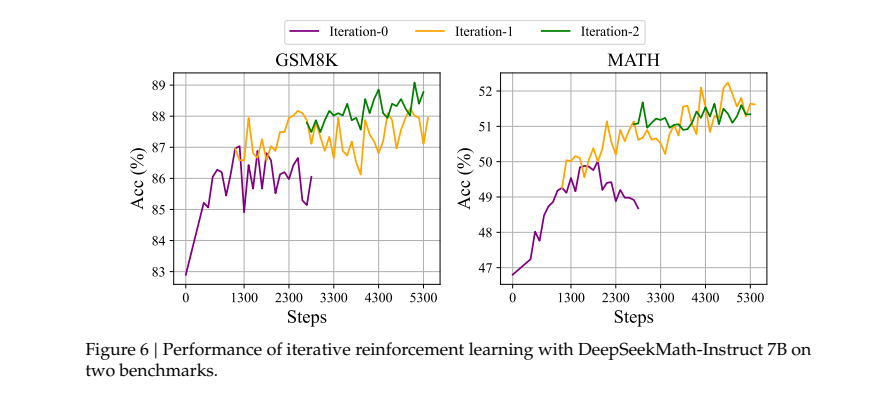 Iteration-0 Iteration-1 Iteration-2
GSM8K
89
88
87
86
85
84
83
Acc (%)
0 1300 2300 3300 4300 5300
Steps
MATH
52
51
50
49
48
47
Acc (%)
0 1300 2300 3300 4300 5300
Steps
Figure 6 | Performance of iterative reinforcement learning with DeepSeekMath-Instruct 7B on
two benchmarks.